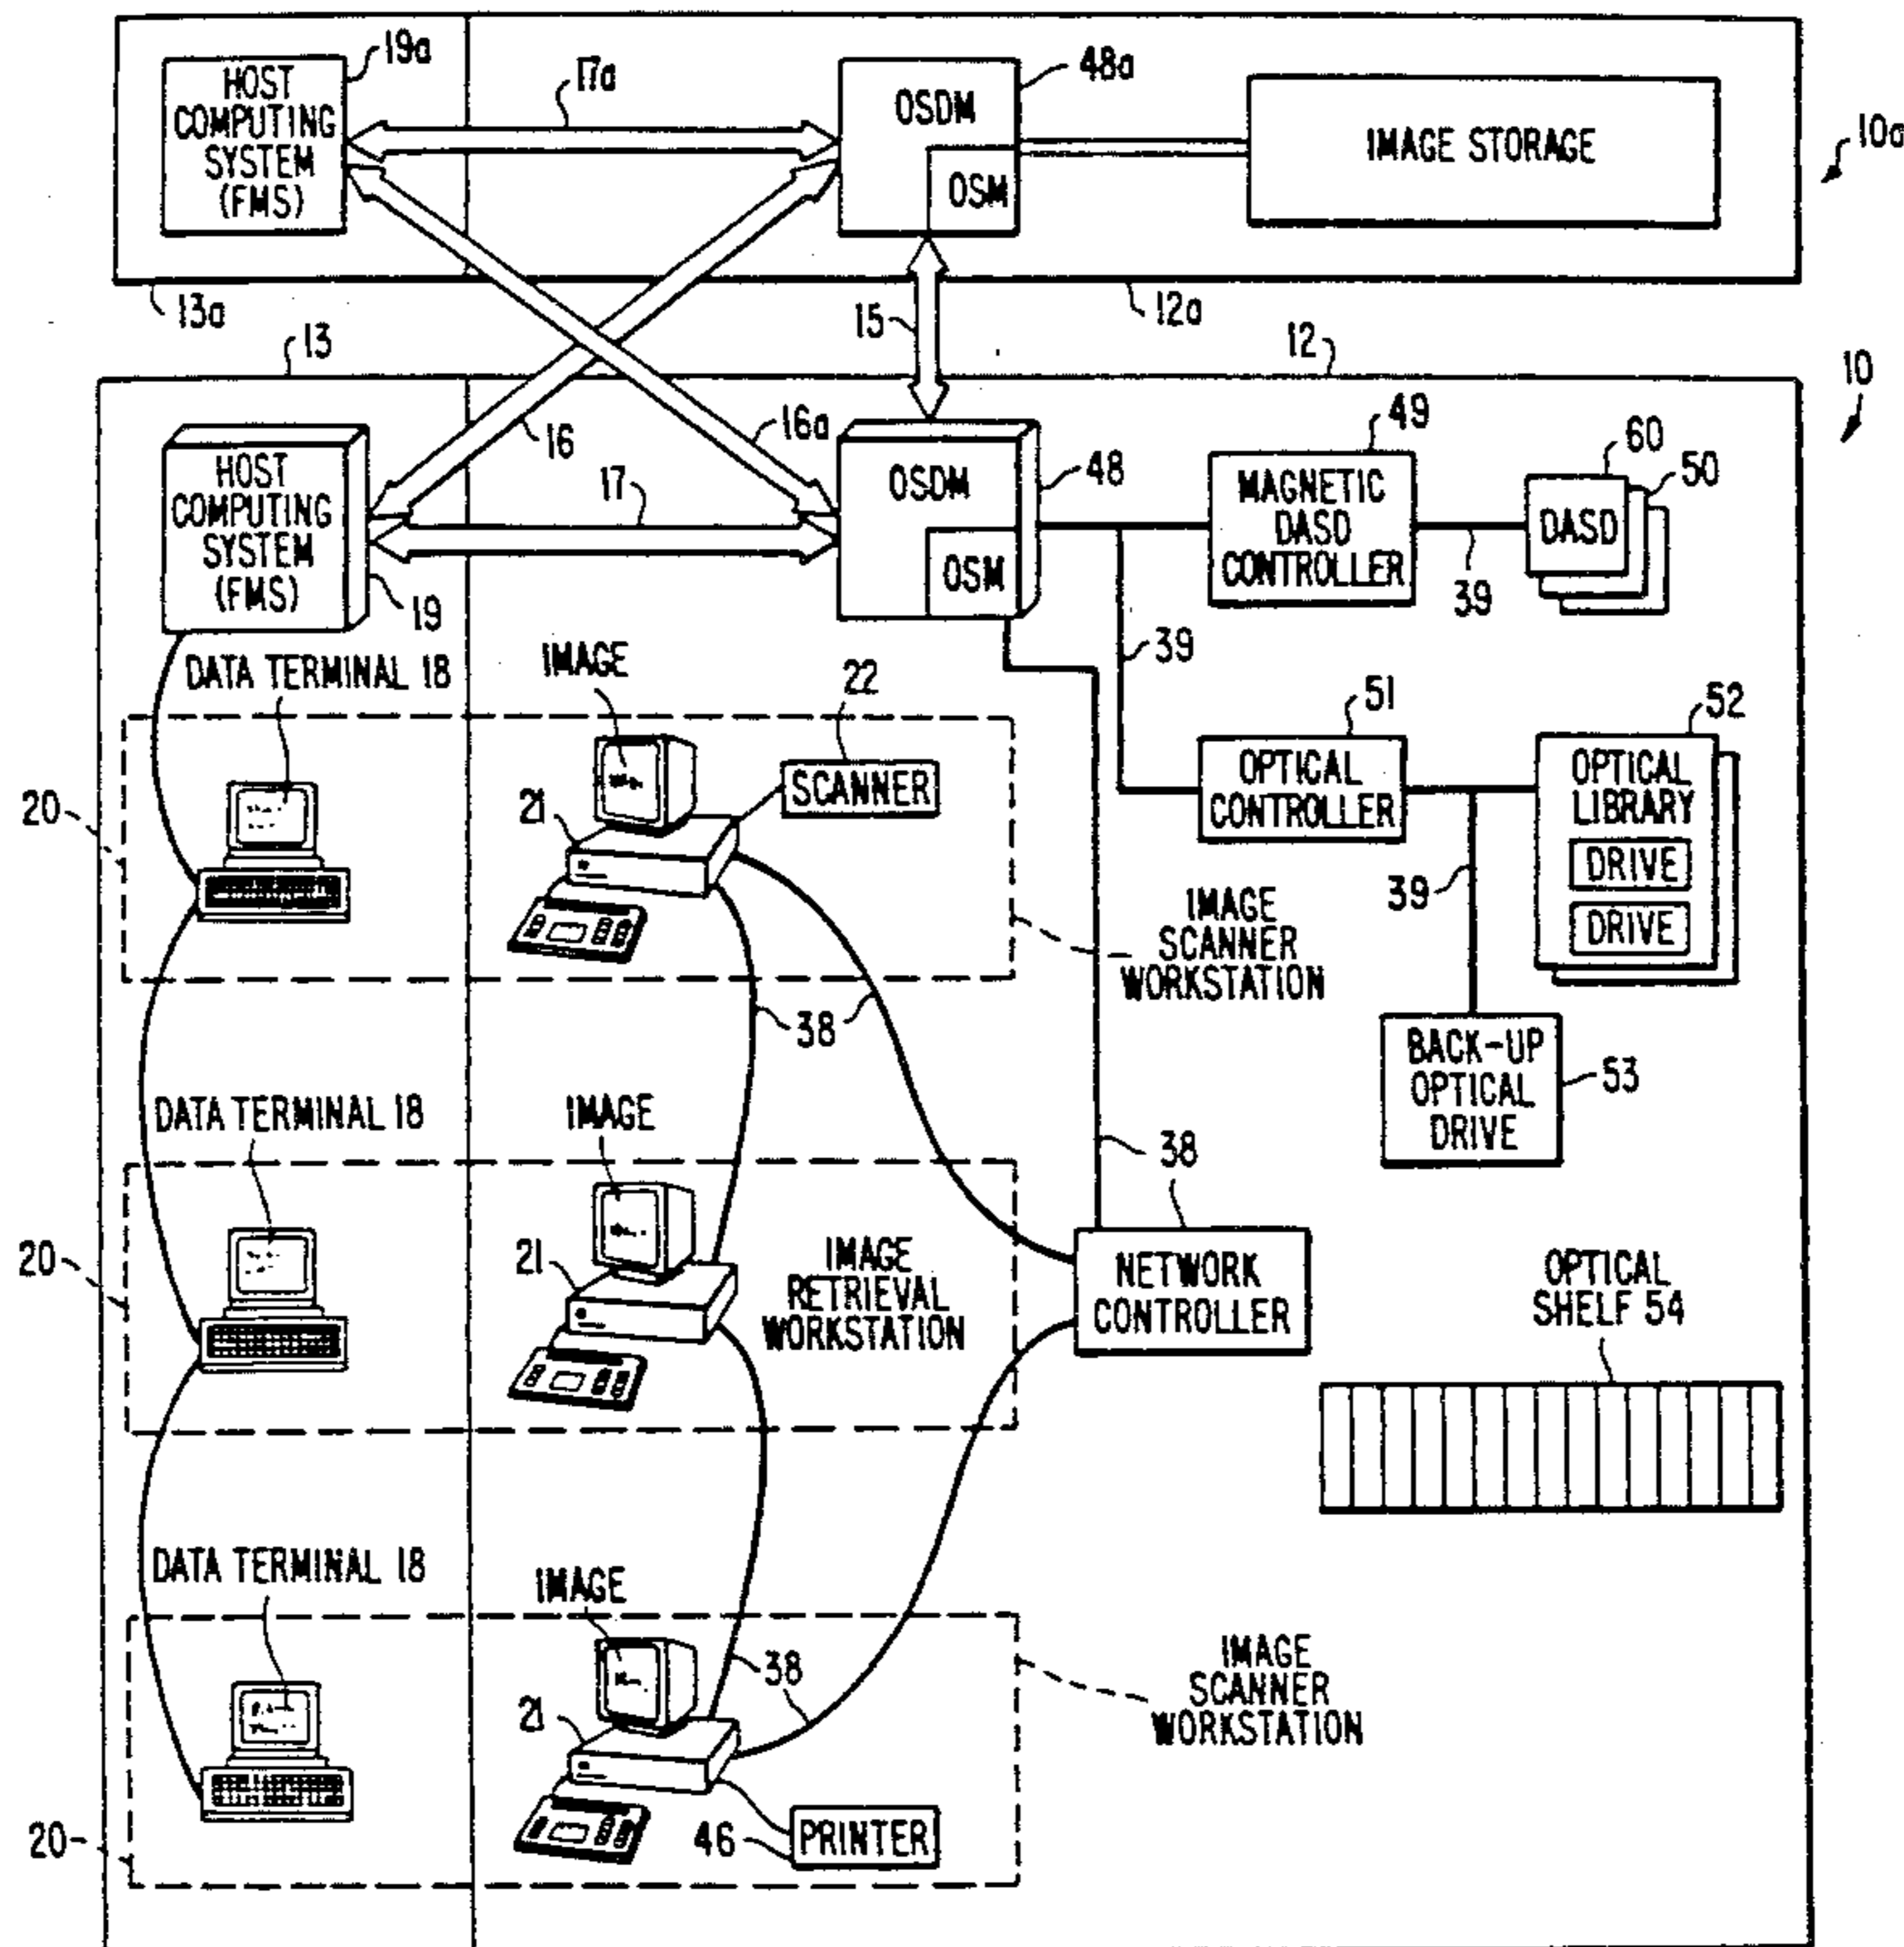 19a
HOST
COMPUTING
SYSTEM
(FMS)
17a
48a
OSDM
OSM
IMAGE STORAGE
10a
13a
15
12a
13
12
10
HOST
COMPUTING
SYSTEM
(FMS)
19
16
16a
17
OSDM
OSM
48
49
MAGNETIC
DASD
CONTROLLER
39
60
50
DASD
39
DATA TERMINAL 18
IMAGE
22
SCANNER
20
21
51
OPTICAL
CONTROLLER
52
OPTICAL
LIBRARY
DRIVE
DRIVE
39
IMAGE
SCANNER
WORKSTATION
38
BACK-UP
OPTICAL
DRIVE
53
DATA TERMINAL 18
IMAGE
38
20
21
IMAGE
RETRIEVAL
WORKSTATION
NETWORK
CONTROLLER
OPTICAL
SHELF 54
DATA TERMINAL 18
IMAGE
38
21
IMAGE
SCANNER
WORKSTATION
20
46
PRINTER